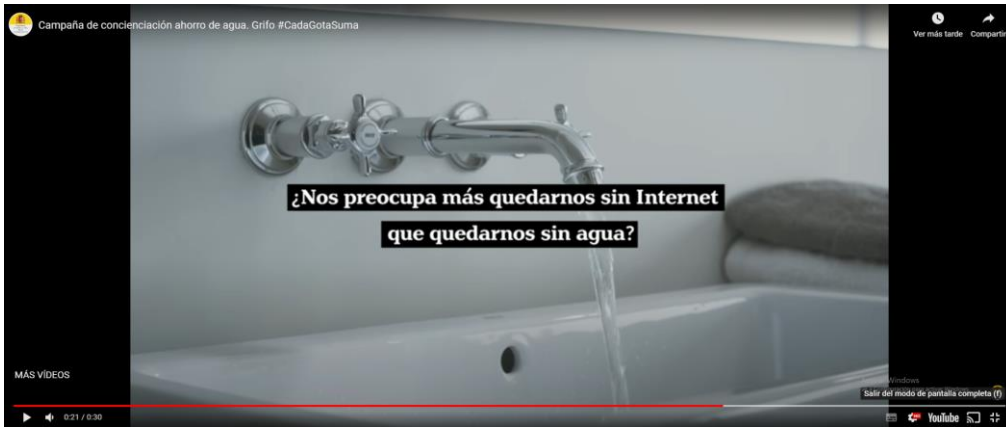 Campaña de concienciación ahorro de agua. Grifo #CadaGotaSuma
Ver más tarde Compartir
¿Nos preocupa más quedarnos sin Internet
que quedarnos sin agua?
MÁS VÍDEOS
Windows
Salir del modo de pantalla completa (f)
0:21 / 0:30
YouTube